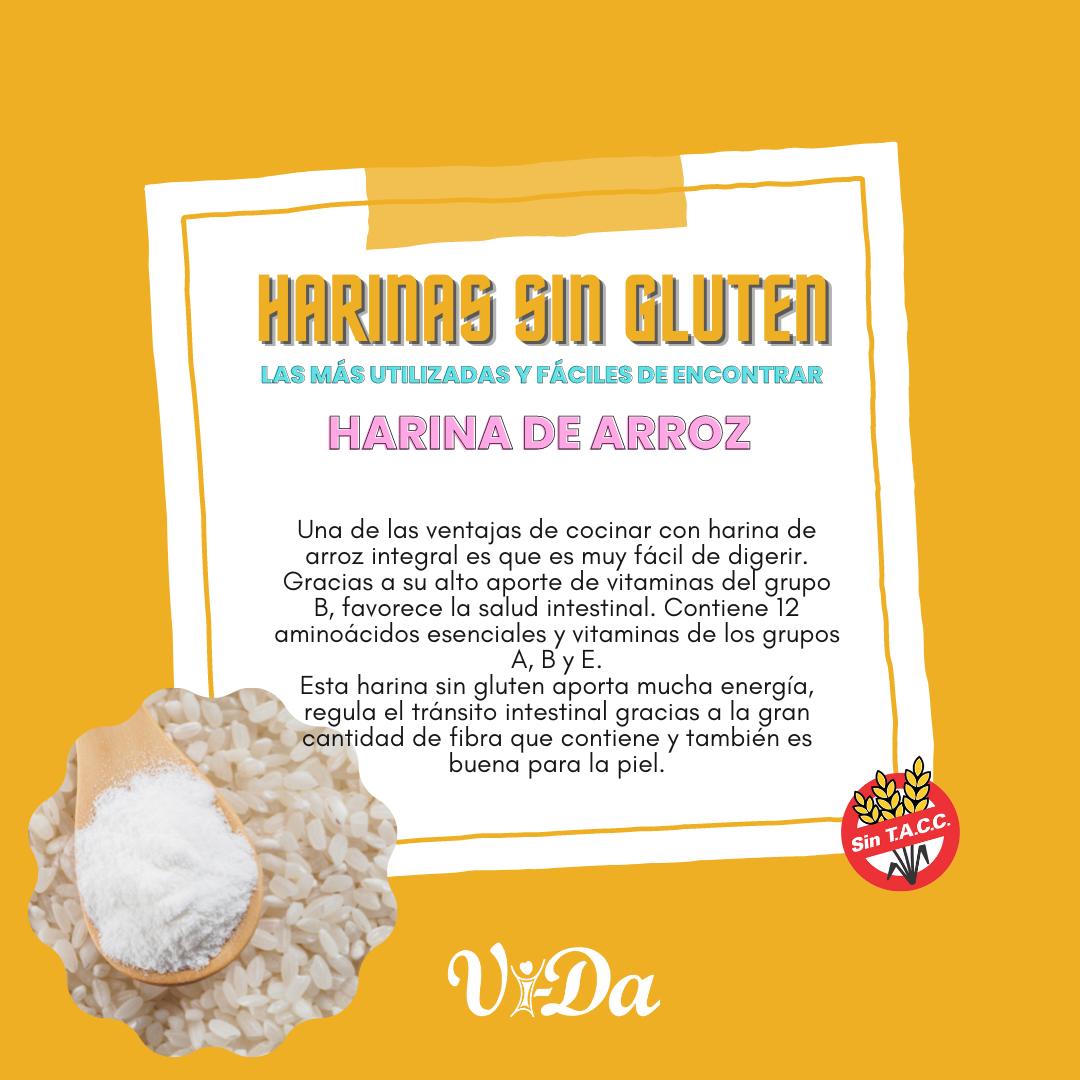 HARINAS SIN GLUTEN
LAS MÁS UTILIZADAS Y FÁCILES DE ENCONTRAR
HARINA DE ARROZ
Una de las ventajas de cocinar con harina de
arroz integral es que es muy fácil de digerir.
Gracias a su alto aporte de vitaminas del grupo
B, favorece la salud intestinal. Contiene 12
aminoácidos esenciales y vitaminas de los grupos
A, B y E.
Esta harina sin gluten aporta mucha energía,
regula el tránsito intestinal gracias a la gran
cantidad de fibra que contiene y también es
buena para la piel.
Sin T.A.C.C.
Vi-Da